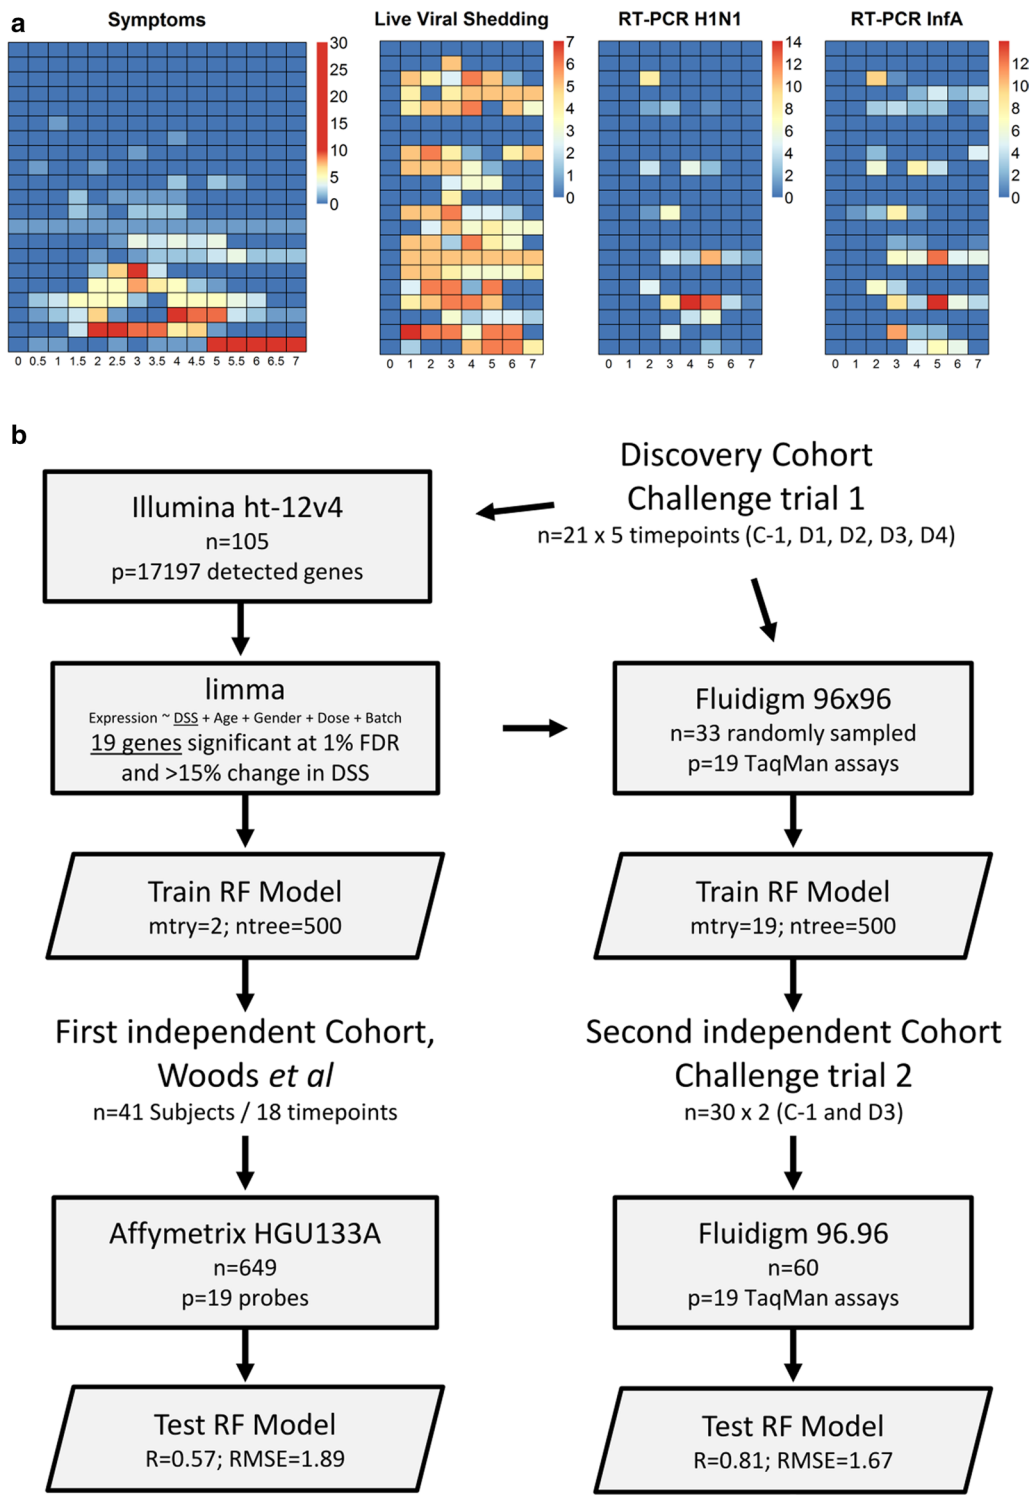 a
Symptoms
30
25
20
15
10
5
0
0 0.5 1 1.5 2 2.5 3 3.5 4 4.5 5 5.5 6 6.5 7
Live Viral Shedding
7
6
5
4
3
2
1
0
0 1 2 3 4 5 6 7
RT-PCR H1N1
14
12
10
8
6
4
2
0
0 1 2 3 4 5 6 7
RT-PCR InfA
12
10
8
6
4
2
0
0 1 2 3 4 5 6 7
b
Discovery Cohort
Challenge trial 1
n=21 x 5 timepoints (C-1, D1, D2, D3, D4)
Illumina ht-12v4
n=105
p=17197 detected genes
limma
Expression ~ DSS + Age + Gender + Dose + Batch
19 genes significant at 1% FDR
and >15% change in DSS
Fluidigm 96x96
n=33 randomly sampled
p=19 TaqMan assays
Train RF Model
mtry=2; ntree=500
Train RF Model
mtry=19; ntree=500
First independent Cohort,
Woods et al
n=41 Subjects / 18 timepoints
Second independent Cohort
Challenge trial 2
n=30 x 2 (C-1 and D3)
Affymetrix HGU133A
n=649
p=19 probes
Fluidigm 96.96
n=60
p=19 TaqMan assays
Test RF Model
R=0.57; RMSE=1.89
Test RF Model
R=0.81; RMSE=1.67